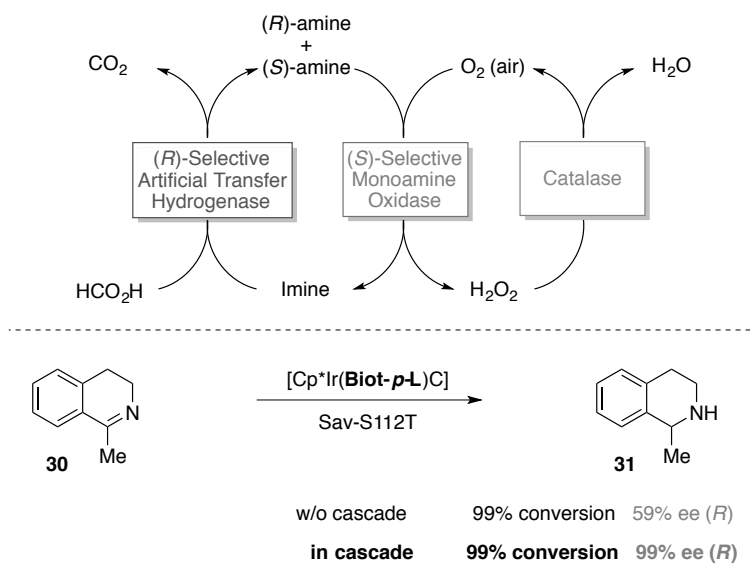 (R)-amine
+
CO2 (S)-amine O2 (air) H2O
(R)-Selective
Artificial Transfer
Hydrogenase
(S)-Selective
Monoamine
Oxidase
Catalase
HCO2H Imine H2O2
N
Me
30
[Cp*Ir(Biot-p-L)C]
Sav-S112T
NH
Me
31
w/o cascade 99% conversion 59% ee (R)
in cascade 99% conversion 99% ee (R)